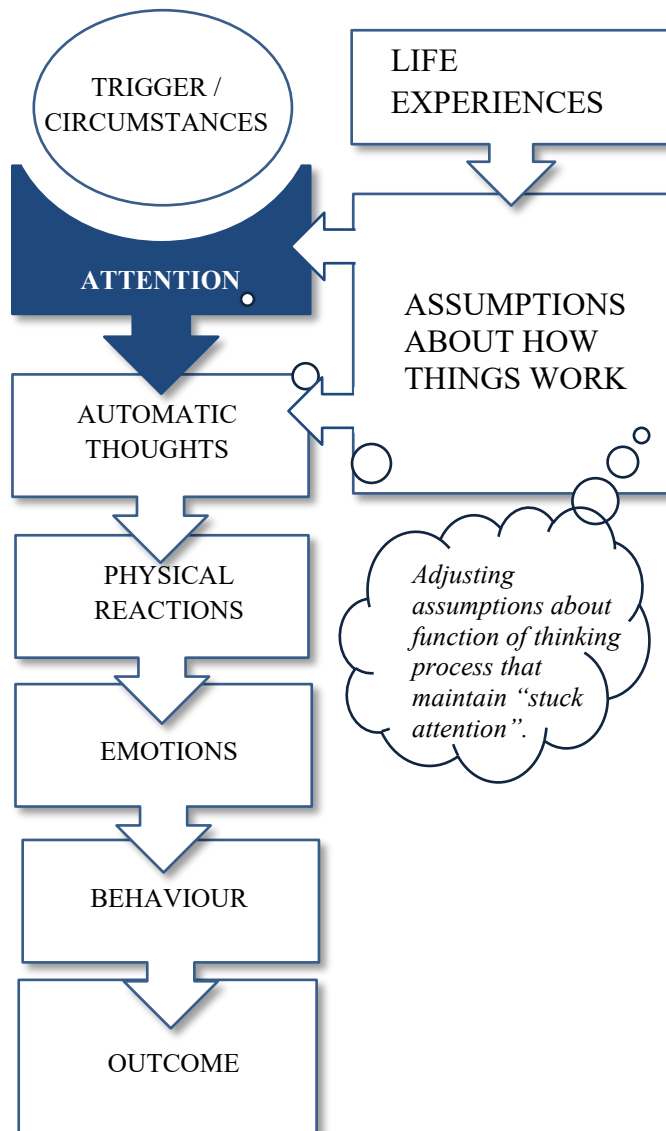 TRIGGER /
CIRCUMSTANCES
LIFE
EXPERIENCES
ATTENTION
ASSUMPTIONS
ABOUT HOW
THINGS WORK
AUTOMATIC
THOUGHTS
PHYSICAL
REACTIONS
Adjusting
assumptions about
function of thinking
process that
maintain “stuck
attention”.
EMOTIONS
BEHAVIOUR
OUTCOME